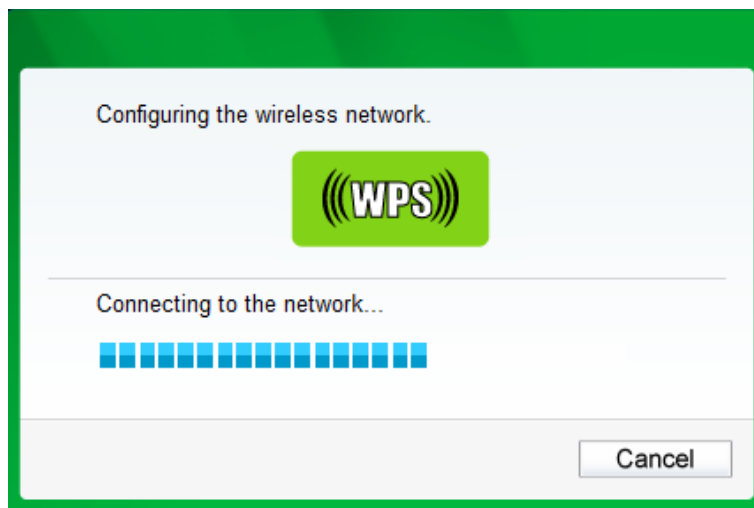 Configuring the wireless network.
(((WPS)))
Connecting to the network...
Cancel